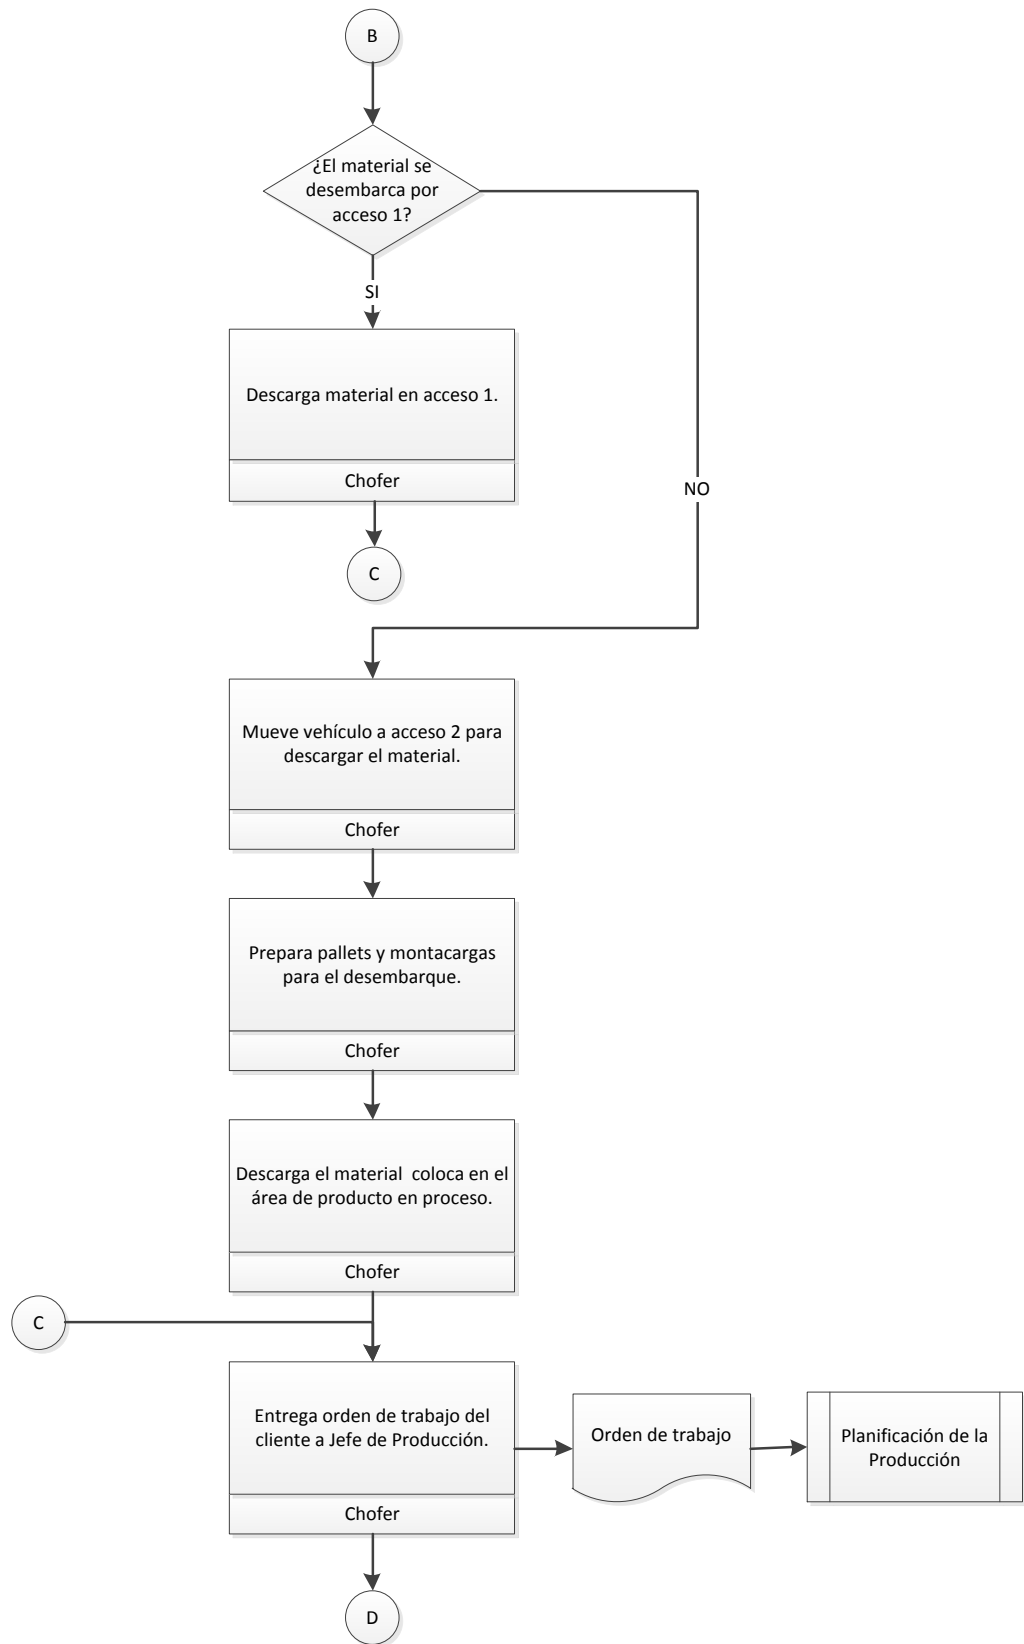 B
¿El material se
desembarca por
acceso 1?
SI
Descarga material en acceso 1.
Chofer
NO
C
Mueve vehículo a acceso 2 para
descargar el material.
Chofer
Prepara pallets y montacargas
para el desembarque.
Chofer
Descarga el material  coloca en el
área de producto en proceso.
Chofer
C
Entrega orden de trabajo del
cliente a Jefe de Producción.
Chofer
Orden de trabajo
Planificación de la
Producción
D